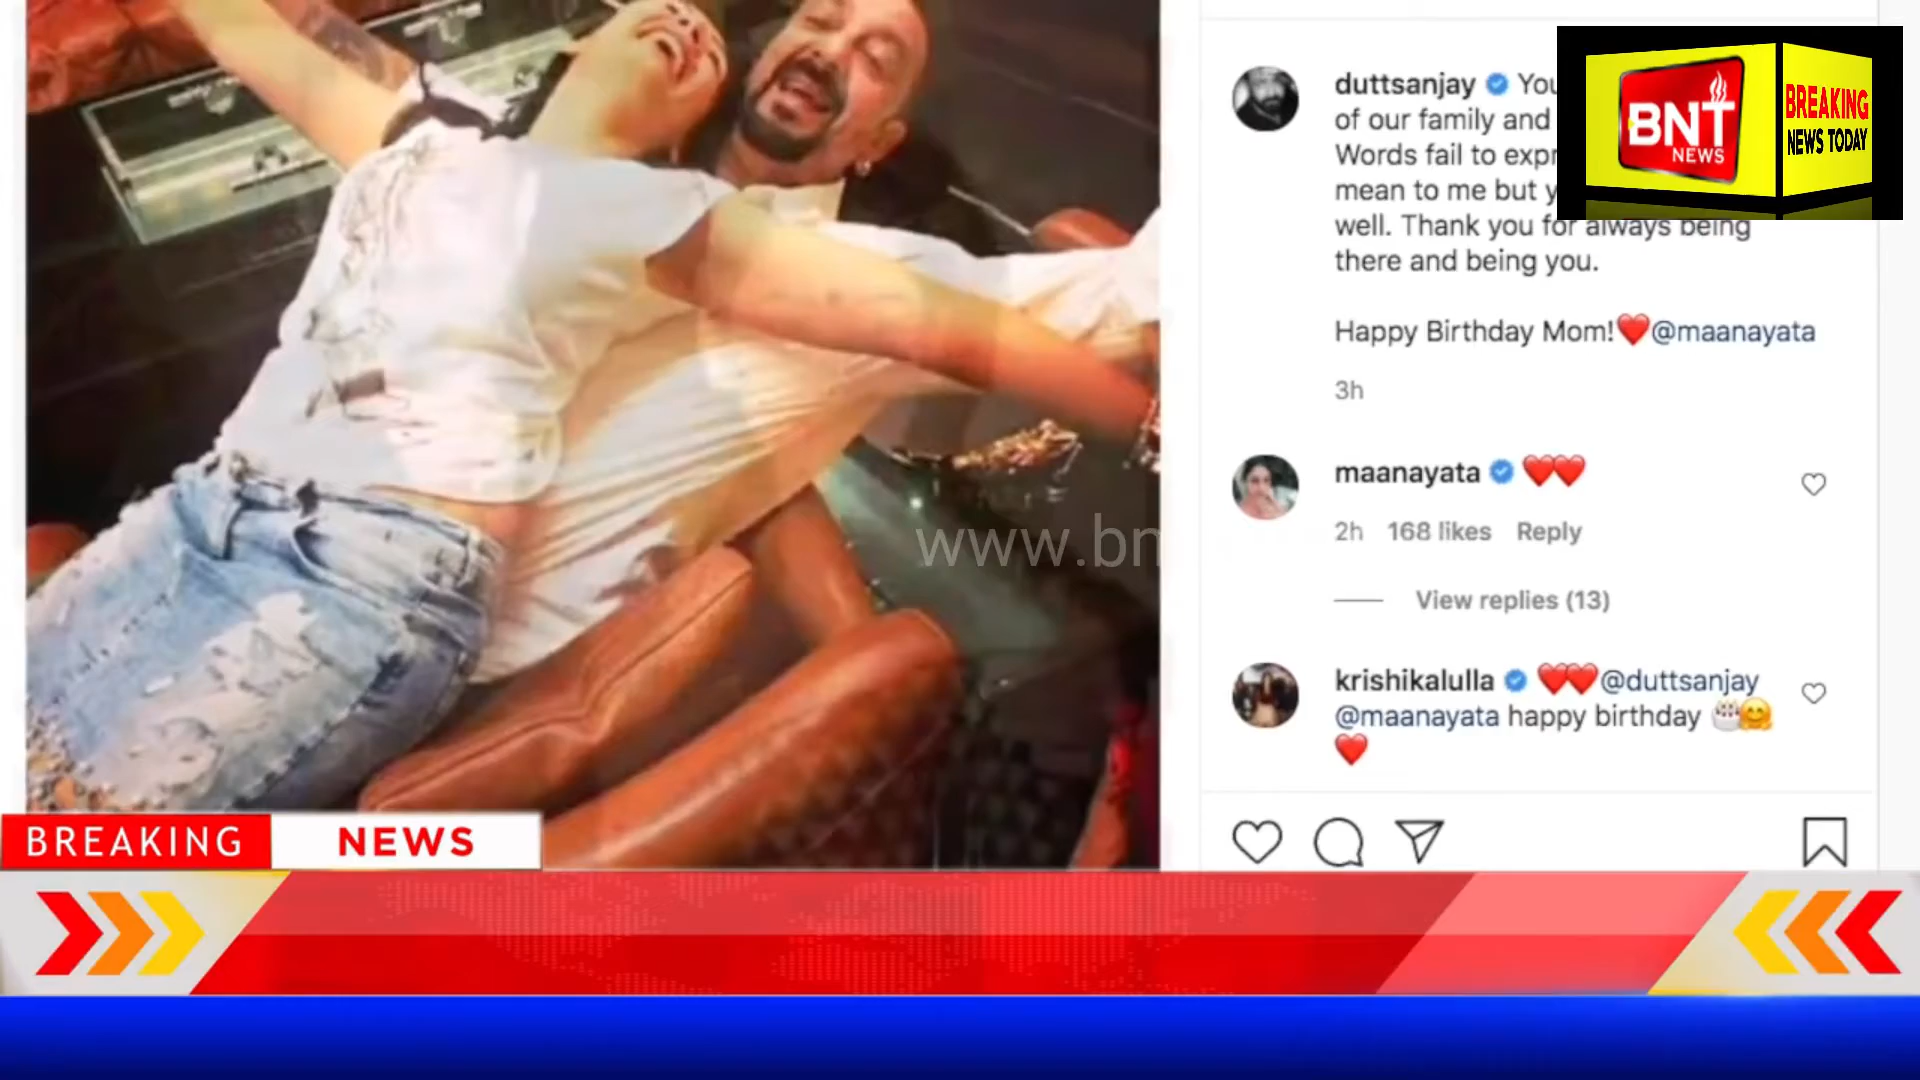 duttsanjay
of our family and
Words fail to
mean to me but
well. Thank you for always being
there and being you.
Happy Birthday Mom!❤️@maanayata
3h
maanayata ❤️❤️
2h 168 likes Reply
View replies (13)
krishikalulla ❤️❤️@duttsanjay
@maanayata happy birthday 🎂🤗
❤️
BNT
NEWS
BREAKING
NEWS TODAY
www.bn
BREAKING NEWS